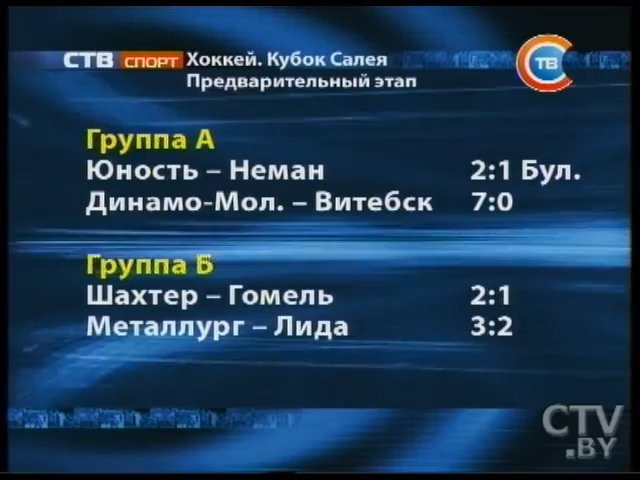 СТВ СПОРТ Хоккей. Кубок Салея
Предварительный этап
СТВ
Группа А
Юность – Неман 2:1 Бул.
Динамо-Мол. – Витебск 7:0
Группа Б
Шахтер – Гомель 2:1
Металлург – Лида 3:2
CTV
.BY